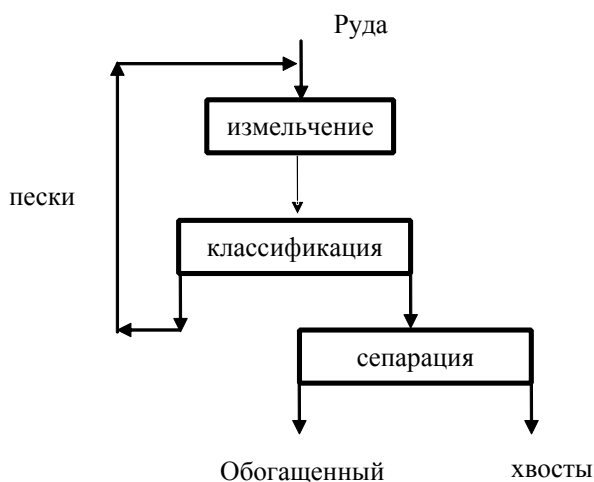 Руда
измельчение
пески
классификация
сепарация
Обогащенный
хвосты